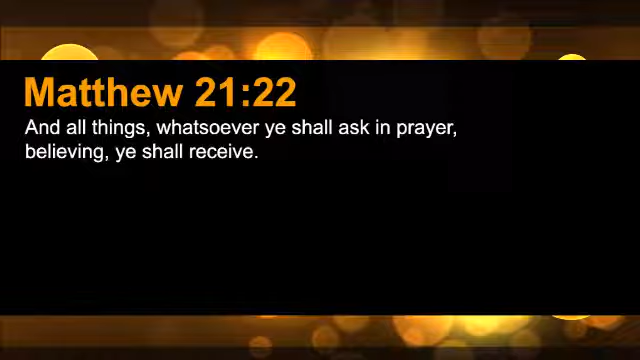 Matthew 21:22
And all things, whatsoever ye shall ask in prayer,
believing, ye shall receive.